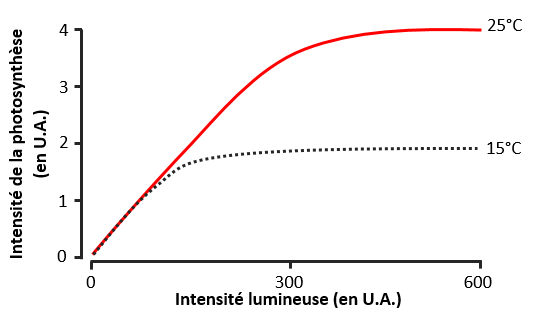 Intensité de la photosynthèse
(en U.A.)
4
3
2
1
0
25°C
15°C
0
300
600
Intensité lumineuse (en U.A.)